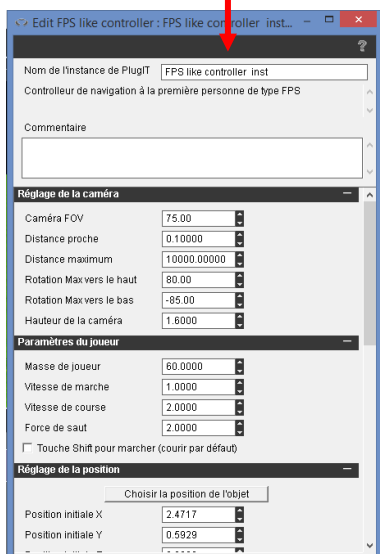 Edit FPS like controller : FPS like controller inst...
?
Nom de l'instance de PlugIT FPS like controller inst
Controlleur de navigation à la première personne de type FPS
Commentaire
Réglage de la caméra
Caméra FOV 75.00
Distance proche 0.10000
Distance maximum 10000.00000
Rotation Max vers le haut 80.00
Rotation Max vers le bas -85.00
Hauteur de la caméra 1.6000
Paramètres du joueur
Masse de joueur 60.0000
Vitesse de marche 1.0000
Vitesse de course 2.0000
Force de saut 2.0000
Touche Shift pour marcher (courir par défaut)
Réglage de la position
Choisir la position de l'objet
Position initiale X 2.4717
Position initiale Y 0.5929